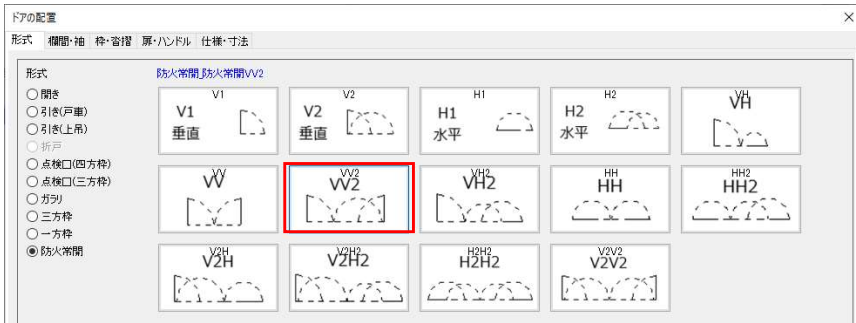 ドアの配置
形式 欄間・袖 枠・沓摺 扉・ハンドル 仕様・寸法
形式
防火常開_防火常開VV2
開き
引き(戸車)
引き(上吊)
折戸
点検口(四方枠)
点検口(三方枠)
ガラリ
三方枠
一方枠
防火常開
V1
V1
垂直
V2
V2
垂直
H1
H1
水平
H2
H2
水平
VH
VH
VV
VV
VV2
VV2
VH2
VH2
HH
HH
HH2
HH2
V2H
V2H
V2H2
V2H2
H2H2
H2H2
V2V2
V2V2